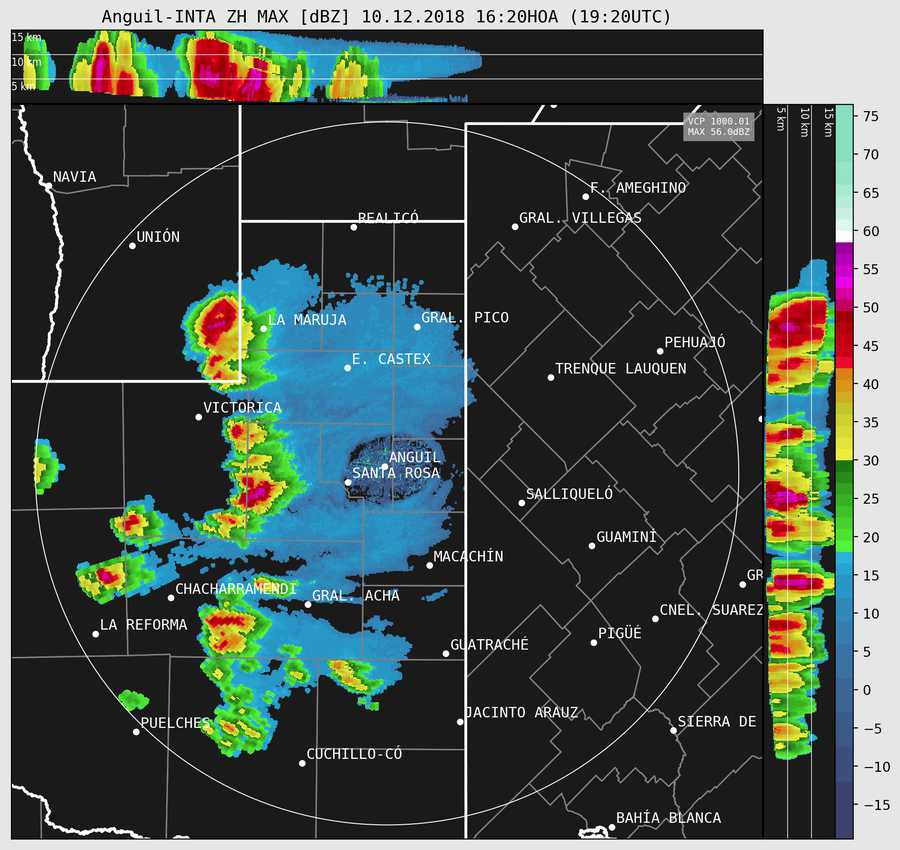 Anguil-INTA ZH MAX [dBZ] 10.12.2018 16:20HOA (19:20UTC)
15 km
10 km
5 km
5 km
10 km
15 km
VCP 1000.01
MAX 56.0dBZ
NAVIA
F. AMEGHINO
REALICÓ
GRAL. VILLEGAS
UNIÓN
LA MARUJA
GRAL. PICO
PEHUAJÓ
E. CASTEX
TRENQUE LAUQUEN
VICTORICA
ANGUIL
SANTA ROSA
SALLIQUELÓ
GUAMINÍ
MACACHÍN
GR
CHACHARRAMENDI
GRAL. ACHA
CNEL. SUAREZ
LA REFORMA
PIGÜÉ
GUATRACHÉ
JACINTO ARAUZ
PUELCHES
SIERRA DE
CUCHILLO-CÓ
BAHÍA BLANCA
75
70
65
60
55
50
45
40
35
30
25
20
15
10
5
0
−5
−10
−15